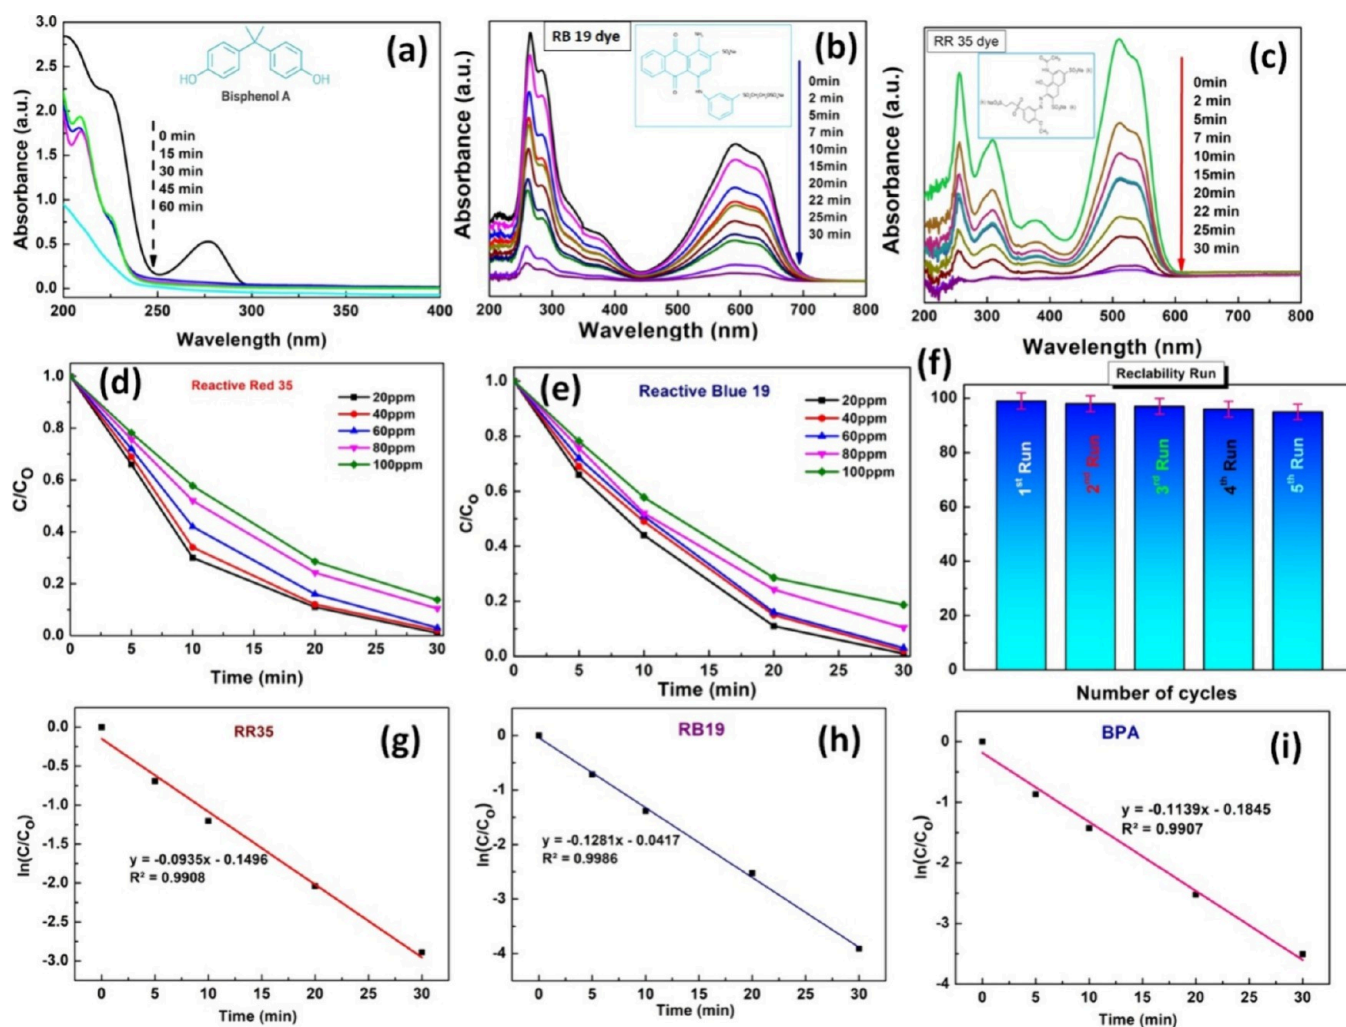 (a)
3.0
2.5
2.0
1.5
1.0
0.5
0.0
Absorbance (a.u.)
HO
OH
Bisphenol A
0 min
15 min
30 min
45 min
60 min
200 250 300 350 400
Wavelength (nm)
(b)
RB 19 dye
Absorbance (a.u.)
0min
2 min
5min
7 min
10min
15min
20min
22 min
25min
30 min
200 300 400 500 600 700 800
Wavelength (nm)
(c)
RR 35 dye
Absorbance (a.u.)
0min
2 min
5min
7 min
10min
15min
20min
22 min
25min
30 min
200 300 400 500 600 700 800
Wavelength (nm)
(d)
Reactive Red 35
20ppm
40ppm
60ppm
80ppm
100ppm
1.0
0.8
0.6
0.4
0.2
0.0
C/C₀
0 5 10 15 20 25 30
Time (min)
(e)
Reactive Blue 19
20ppm
40ppm
60ppm
80ppm
100ppm
1.0
0.8
0.6
0.4
0.2
0.0
C/C₀
0 5 10 15 20 25 30
Time (min)
(f)
Reclability Run
100
80
60
40
20
0
1st Run
2nd Run
3rd Run
4th Run
5th Run
Number of cycles
(g)
RR35
0.0
-0.5
-1.0
-1.5
-2.0
-2.5
-3.0
ln(C/C₀)
y = -0.0935x - 0.1496
R² = 0.9908
0 5 10 15 20 25 30
Time (min)
(h)
RB19
0
-1
-2
-3
-4
ln(C/C₀)
y = -0.1281x - 0.0417
R² = 0.9986
0 5 10 15 20 25 30
Time (min)
(i)
BPA
0
-1
-2
-3
-4
ln(C/C₀)
y = -0.1139x - 0.1845
R² = 0.9907
0 5 10 15 20 25 30
Time (min)